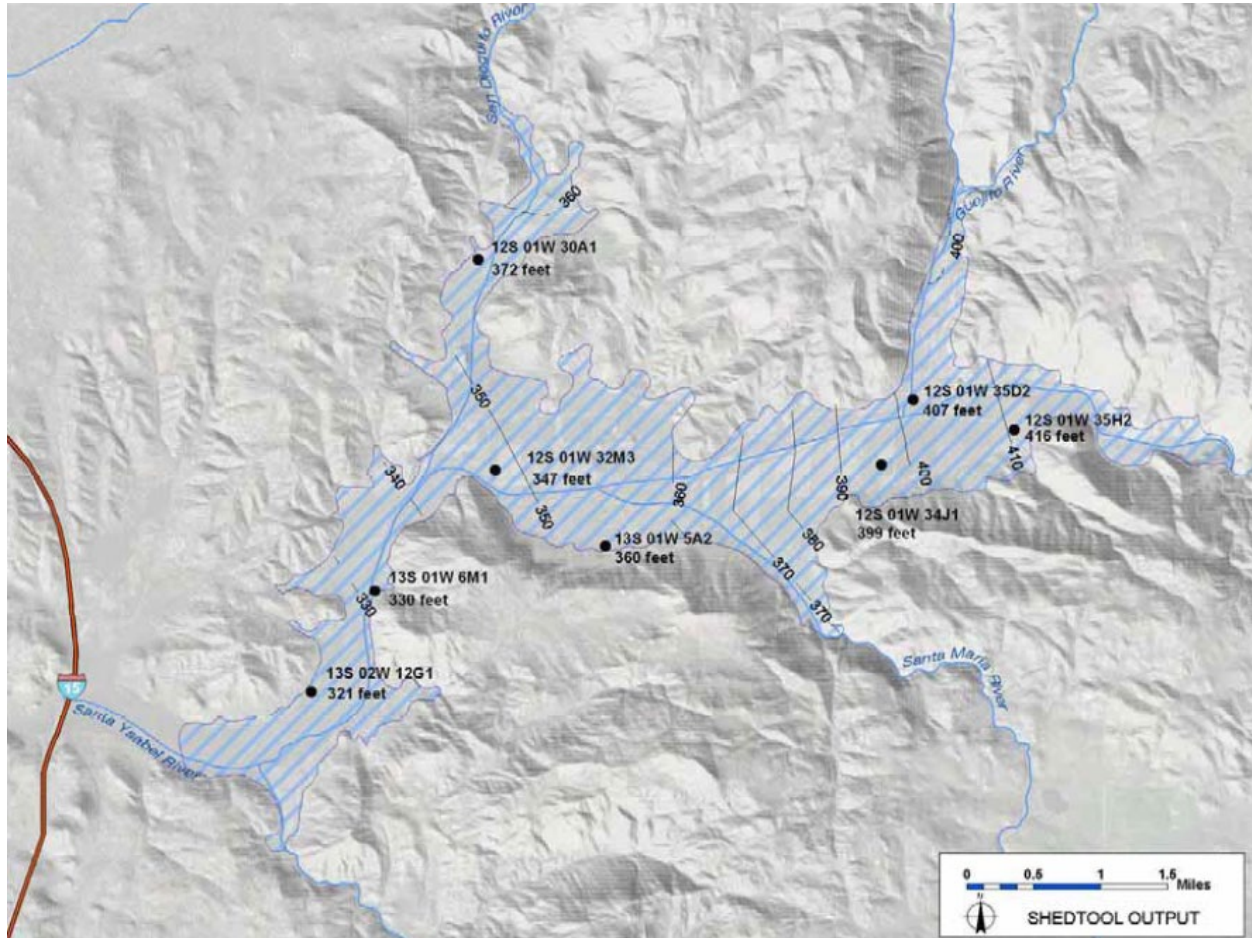 San Dieguito River
Guejito River
360
12S 01W 30A1
372 feet
400
350
12S 01W 35D2
407 feet
12S 01W 35H2
416 feet
12S 01W 32M3
347 feet
340
360
390
400
410
350
12S 01W 34J1
399 feet
380
13S 01W 5A2
360 feet
370
13S 01W 6M1
330 feet
330
370
Santa Maria River
13S 02W 12G1
321 feet
15
Santa Ysabel River
0 0.5 1 1.5
Miles
N
SHEDTOOL OUTPUT